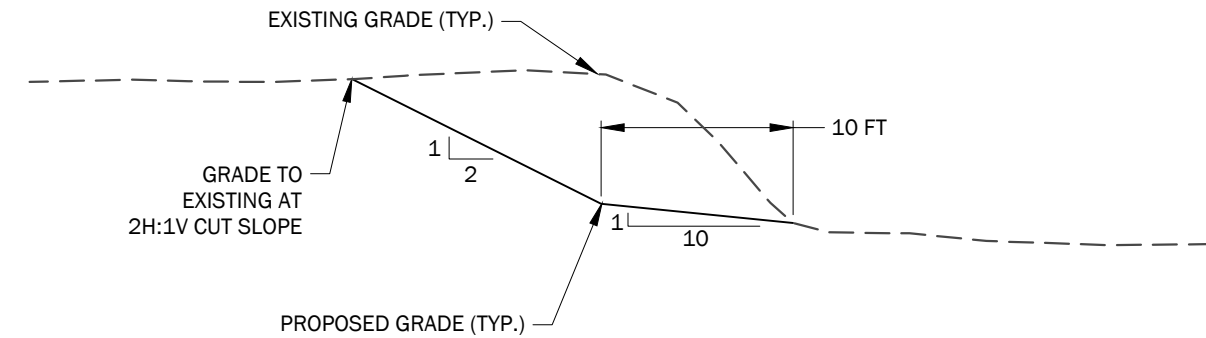 EXISTING GRADE (TYP.)
10 FT
1
2
GRADE TO
EXISTING AT
2H:1V CUT SLOPE
1
10
PROPOSED GRADE (TYP.)